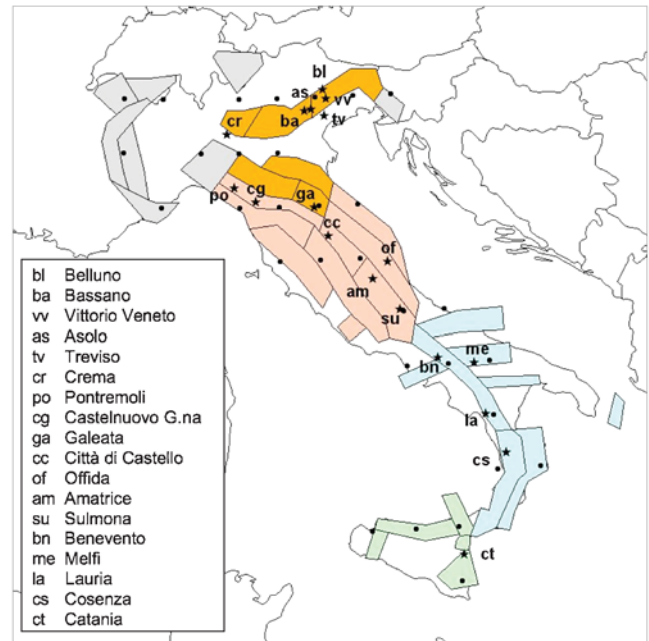 bl
as
vv
cr
ba
tv
po
cg
ga
cc
of
am
su
me
bn
la
cs
ct
bl Belluno
ba Bassano
vv Vittorio Veneto
as Asolo
tv Treviso
cr Crema
po Pontremoli
cg Castelnuovo G.na
ga Galeata
cc Città di Castello
of Offida
am Amatrice
su Sulmona
bn Benevento
me Melfi
la Lauria
cs Cosenza
ct Catania